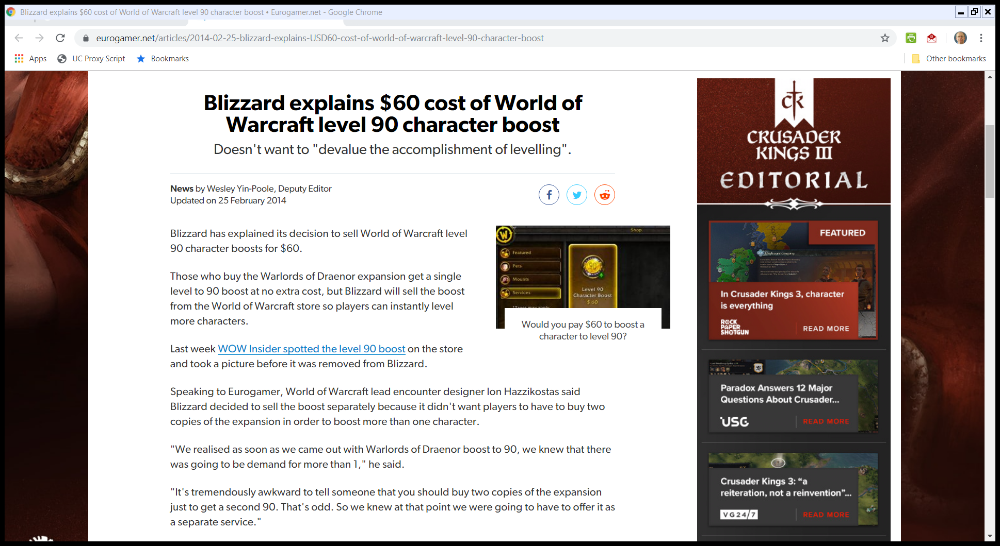 Blizzard explains $60 cost of World of Warcraft level 90 character boost • Eurogamer.net - Google Chrome
eurogamer.net/articles/2014-02-25-blizzard-explains-USD60-cost-of-world-of-warcraft-level-90-character-boost
Apps
UC Proxy Script
Bookmarks
Other bookmarks
Blizzard explains $60 cost of World of
Warcraft level 90 character boost
Doesn't want to "devalue the accomplishment of levelling".
News by Wesley Yin-Poole, Deputy Editor
Updated on 25 February 2014
Blizzard has explained its decision to sell World of Warcraft level
90 character boosts for $60.
Those who buy the Warlords of Draenor expansion get a single
level to 90 boost at no extra cost, but Blizzard will sell the boost
from the World of Warcraft store so players can instantly level
more characters.
Last week WOW Insider spotted the level 90 boost on the store
and took a picture before it was removed from Blizzard.
Shop
Featured
Pets
Mounts
Services
90
Level 90
Character Boost
$ 60
*Taxes may apply
Would you pay $60 to boost a
character to level 90?
Speaking to Eurogamer, World of Warcraft lead encounter designer Ion Hazzikostas said
Blizzard decided to sell the boost separately because it didn't want players to have to buy two
copies of the expansion in order to boost more than one character.
"We realised as soon as we came out with Warlords of Draenor boost to 90, we knew that there
was going to be demand for more than 1," he said.
"It's tremendously awkward to tell someone that you should buy two copies of the expansion
just to get a second 90. That's odd. So we knew at that point we were going to have to offer it as
a separate service."
CK
CRUSADER
KINGS III
EDITORIAL
FEATURED
In Crusader Kings 3, character
is everything
ROCK
PAPER
SHOTGUN
READ MORE
Paradox Answers 12 Major
Questions About Crusader...
USG
READ MORE
Crusader Kings 3: “a
reiteration, not a reinvention”...
VG24/7
READ MORE